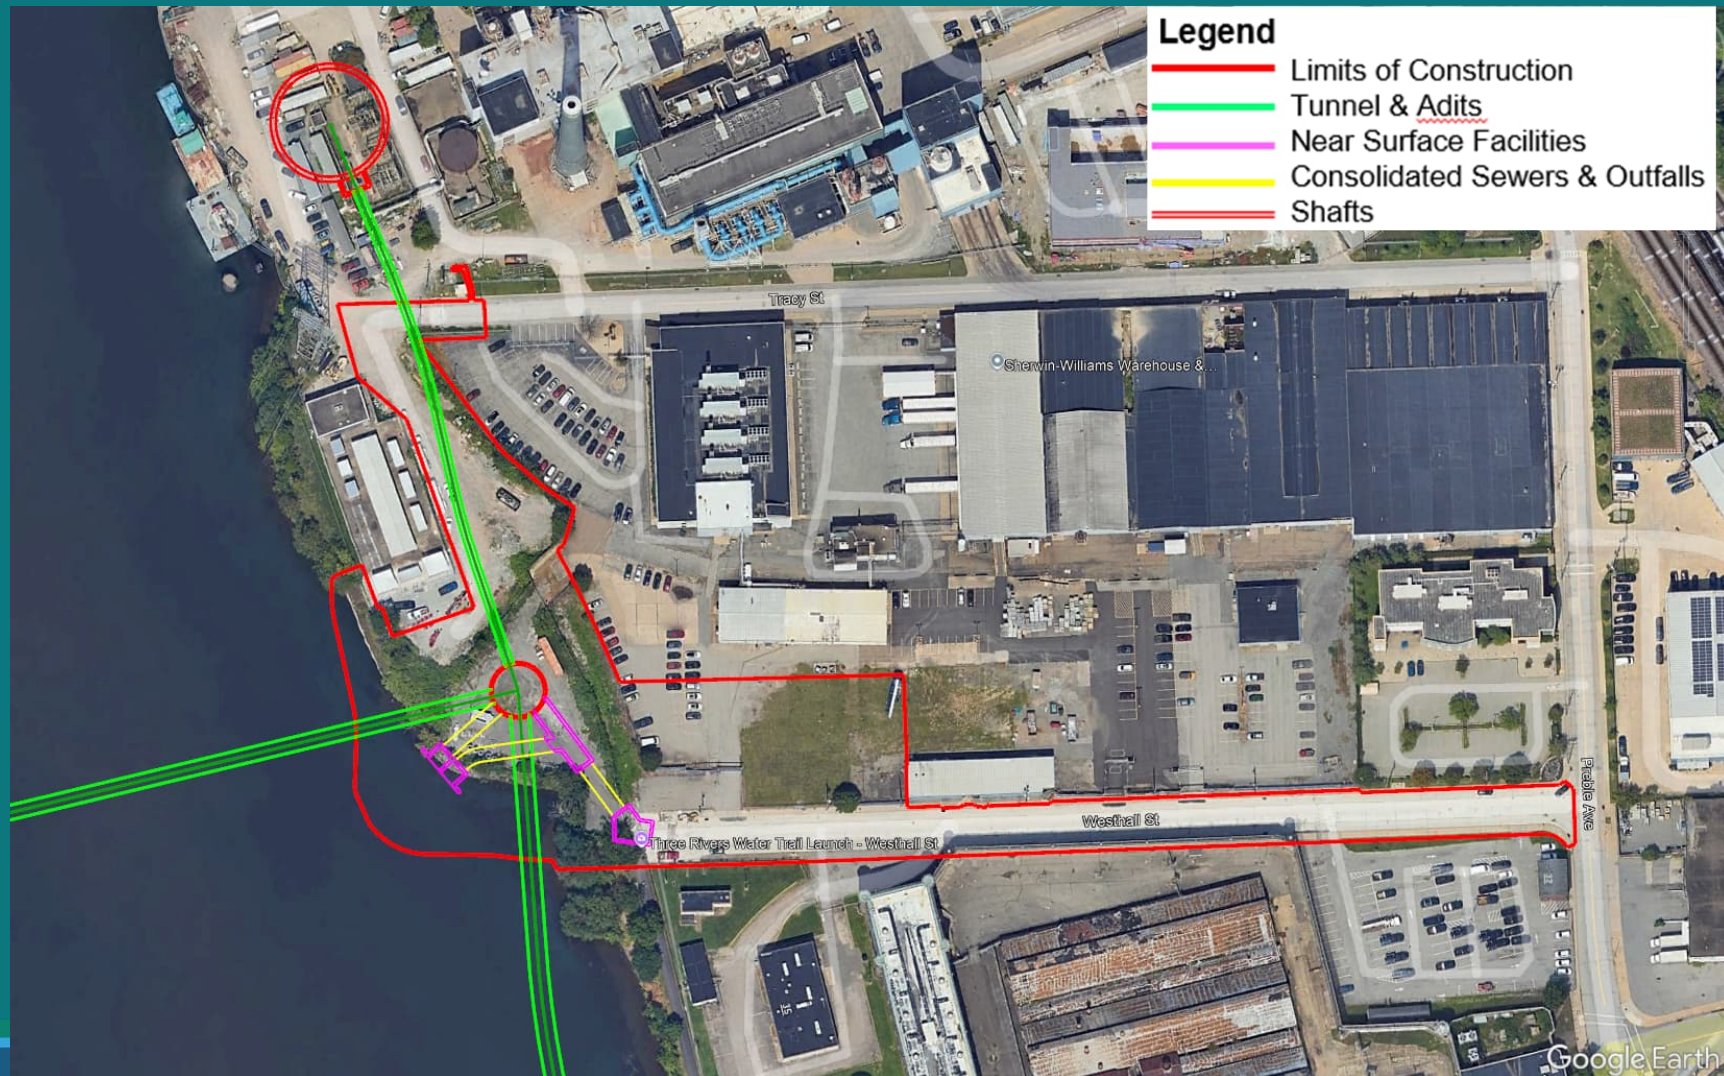 Legend
Limits of Construction
Tunnel & Adits
Near Surface Facilities
Consolidated Sewers & Outfalls
Shafts
Tracy St
Sherwin-Williams Warehouse &...
Preble Ave
Westhall St
Three Rivers Water Trail Launch - Westhall St
Google Earth